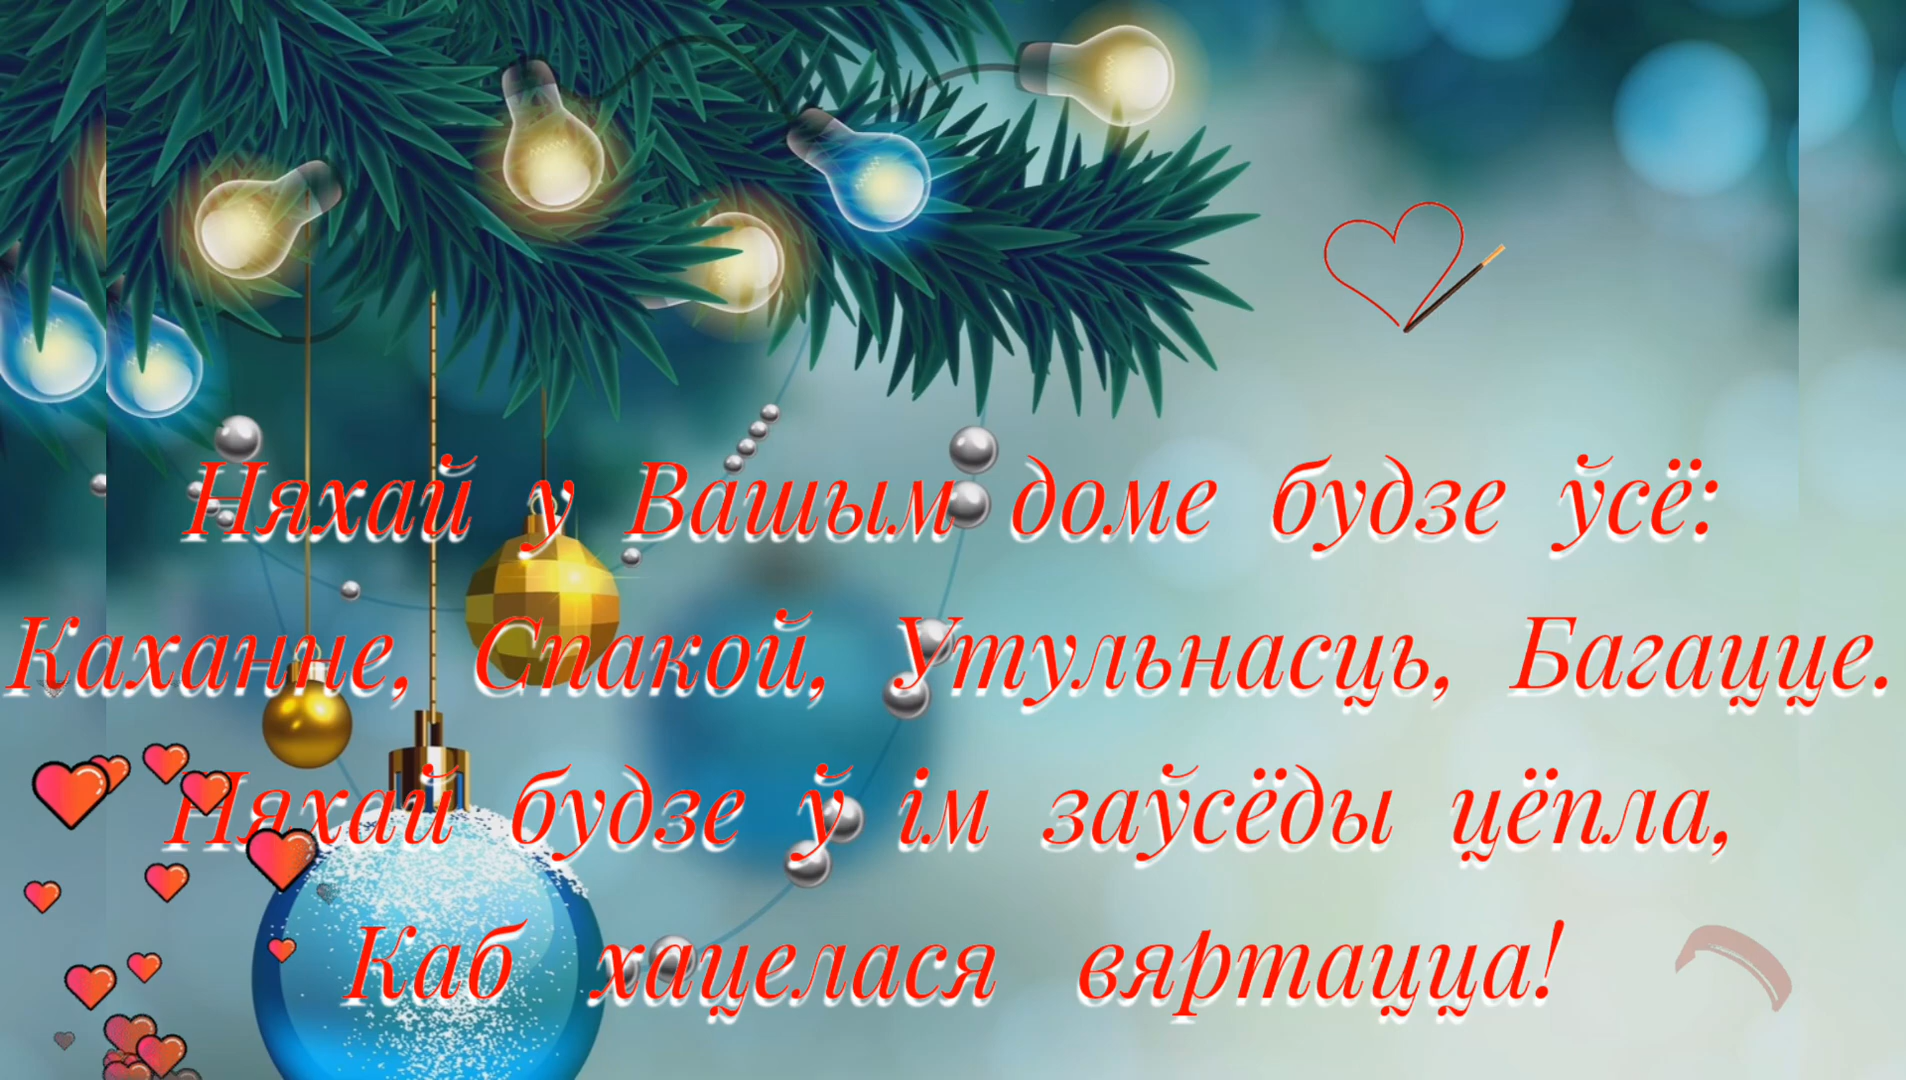 Няхай у Вашым доме будзе ўсё:
Каханне, Спакой, Утульнасць, Багацце.
Няхай будзе ў ім заўсёды цёпла,
Каб хацелася вяртацца!